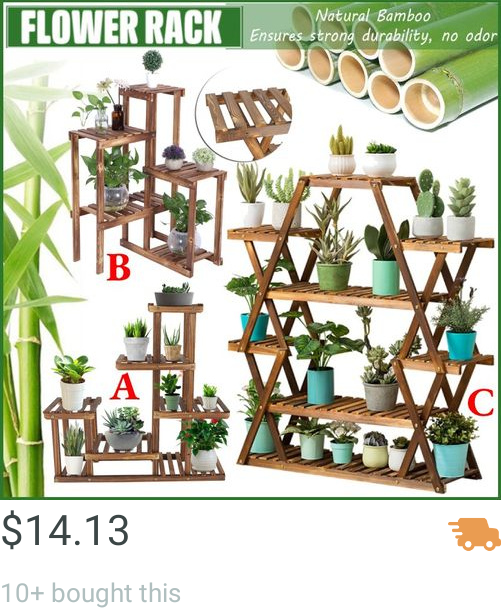 FLOWER RACK
Natural Bamboo
Ensures strong durability, no odor
B
A
C
$14.13
10+ bought this